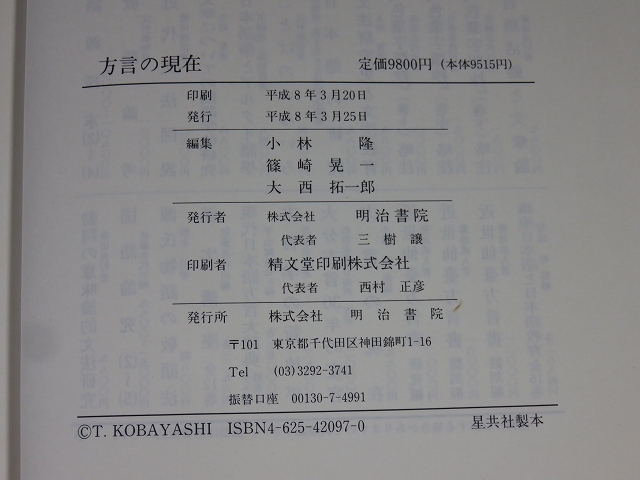 方言の現在 定価9800円（本体9515円）
印刷 平成8年3月20日
発行 平成8年3月25日
編集 小林 隆
篠崎晃一
大西拓一郎
発行者 株式会社 明治書院
代表者 三樹 譲
印刷者 精文堂印刷株式会社
代表者 西村 正彦
発行所 株式会社 明治書院
〒101 東京都千代田区神田錦町1-16
Tel (03)3292-3741
振替口座 00130-7-4991
©T. KOBAYASHI ISBN4-625-42097-0 星共社製本